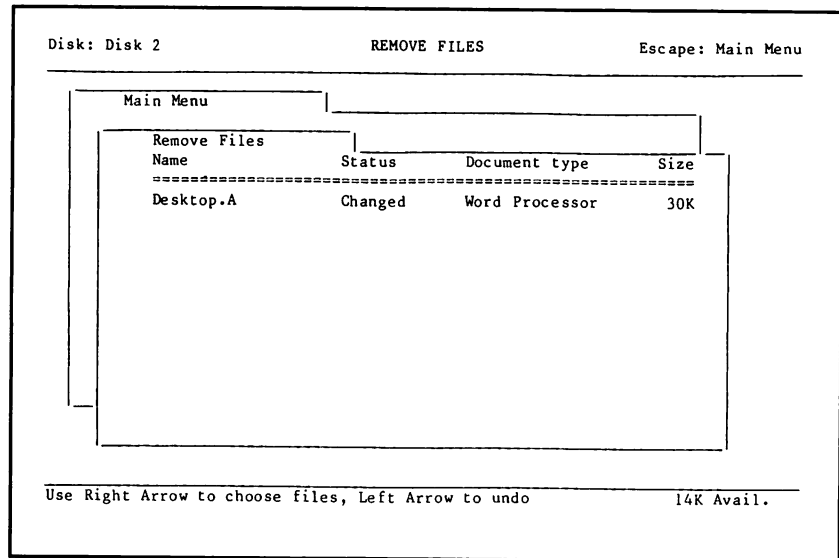 Disk: Disk 2 REMOVE FILES Escape: Main Menu
Main Menu
Remove Files
Name Status Document type Size
==========================================================
Desktop.A Changed Word Processor 30K
Use Right Arrow to choose files, Left Arrow to undo 14K Avail.